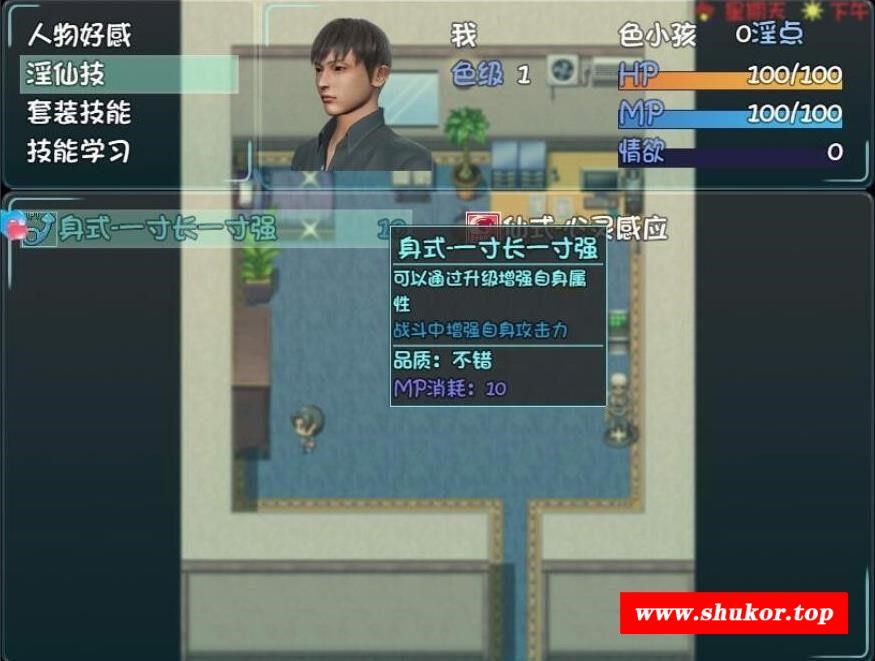 人物好感
淫仙技
套装技能
技能学习
我
色级 1
色小孩
0淫点
星期天
下午
HP 100/100
MP 100/100
情欲 0
身式-一寸长一寸强
仙式-心灵感应
身式-一寸长一寸强
可以通过升级增强自身属
性
战斗中增强自身攻击力
品质：不错
MP消耗：10
www.shukor.top